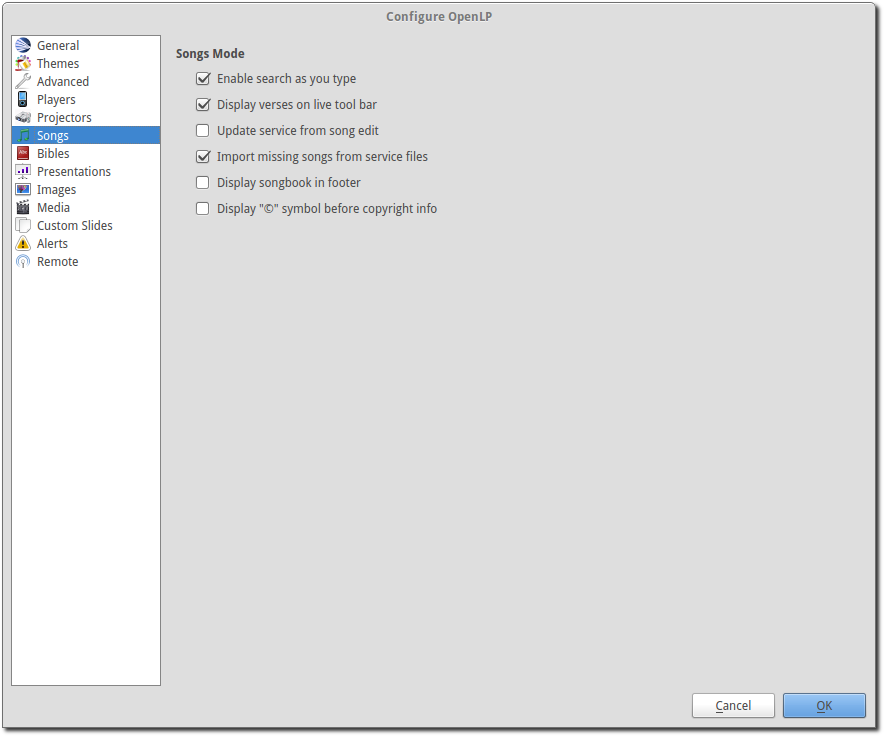 Configure OpenLP
General
Themes
Advanced
Players
Projectors
Songs
Bibles
Presentations
Images
Media
Custom Slides
Alerts
Remote
Songs Mode
Enable search as you type
Display verses on live tool bar
Update service from song edit
Import missing songs from service files
Display songbook in footer
Display "©" symbol before copyright info
Cancel
OK